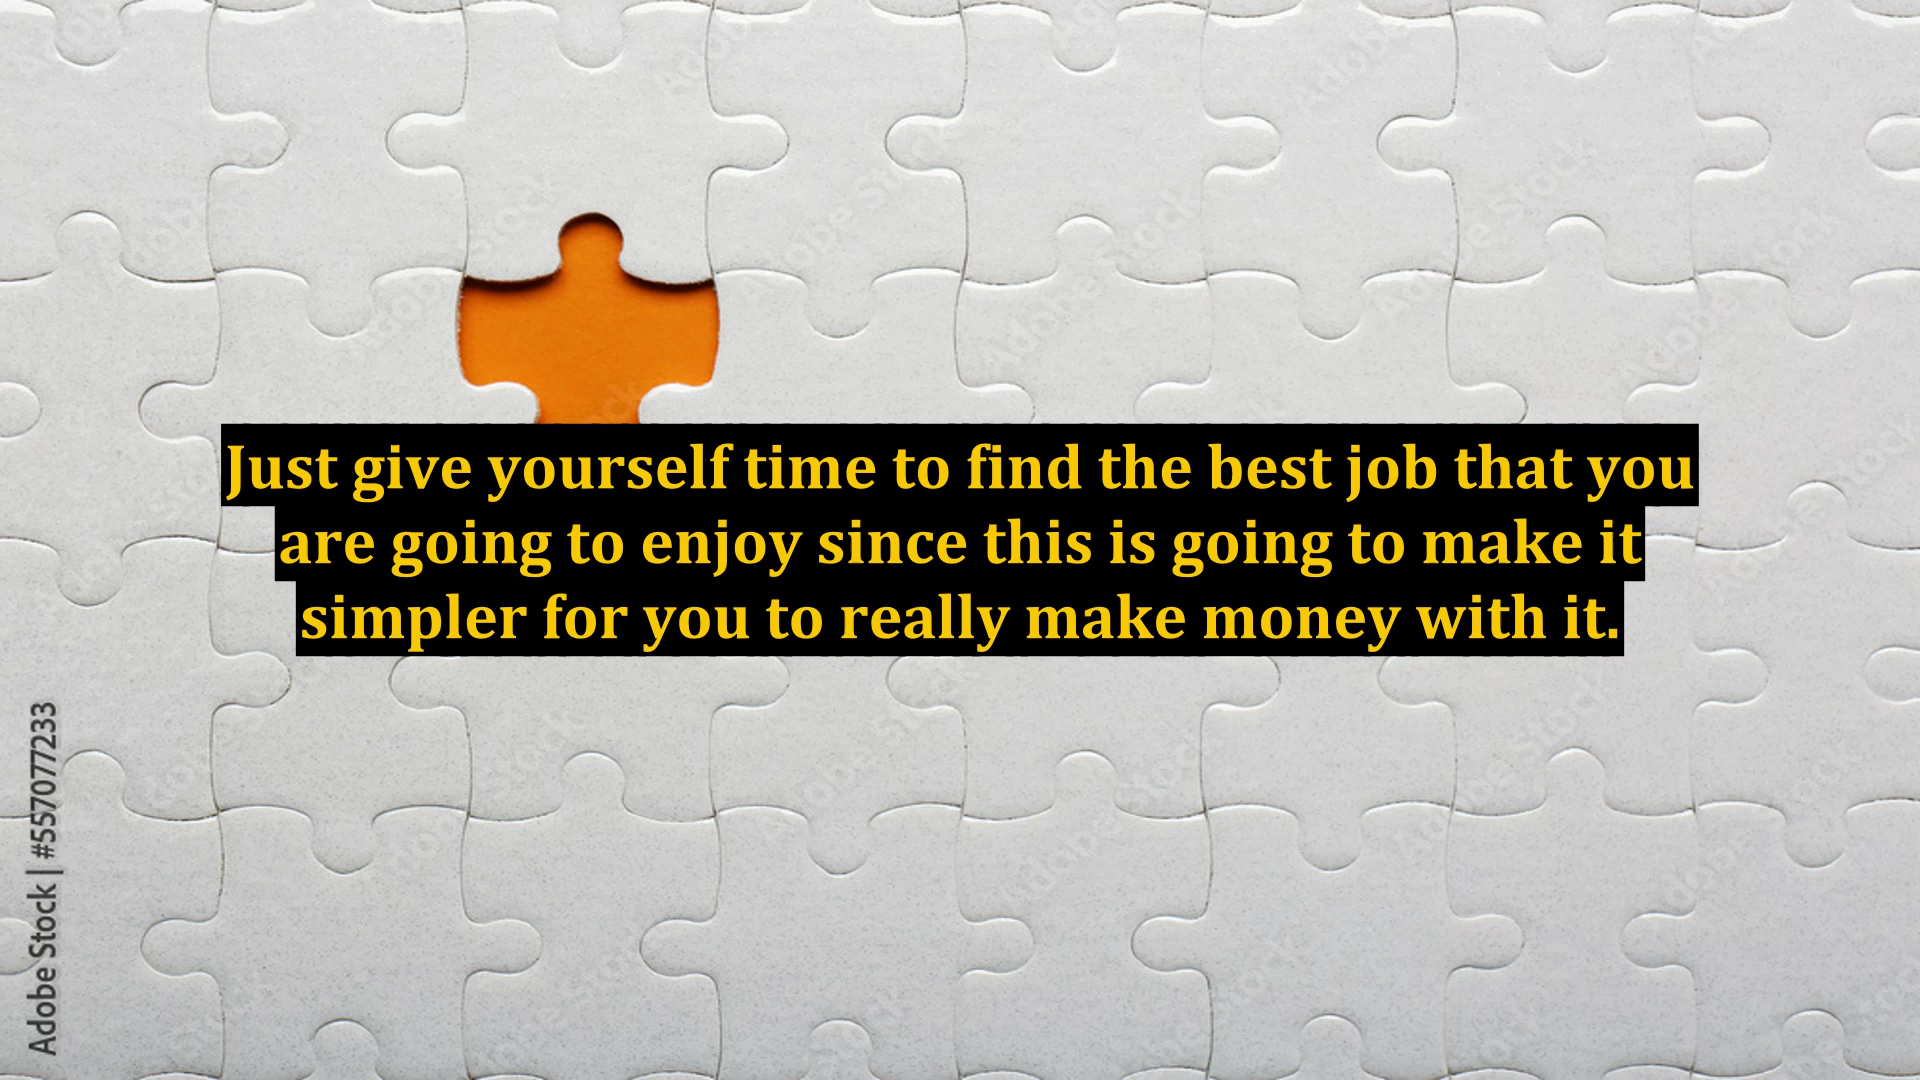 Just give yourself time to find the best job that you
are going to enjoy since this is going to make it
simpler for you to really make money with it.
Adobe Stock | #557077233